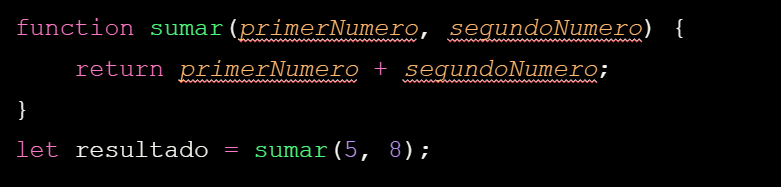 function sumar(primerNumero, segundoNumero) {
return primerNumero + segundoNumero;
}
let resultado = sumar(5, 8);